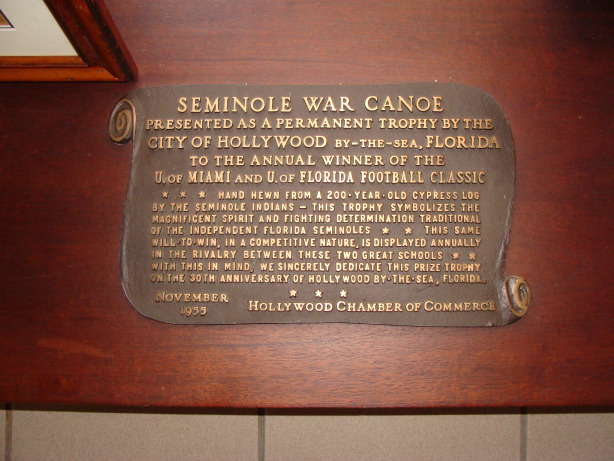 SEMINOLE WAR CANOE
PRESENTED AS A PERMANENT TROPHY BY THE
CITY OF HOLLYWOOD BY-THE-SEA, FLORIDA
TO THE ANNUAL WINNER OF THE
U. OF MIAMI AND U. OF FLORIDA FOOTBALL CLASSIC
★ ★ ★ HAND HEWN FROM A 200-YEAR-OLD CYPRESS LOG
BY THE SEMINOLE INDIANS – THIS TROPHY SYMBOLIZES THE
MAGNIFICENT SPIRIT AND FIGHTING DETERMINATION TRADITIONAL
OF THE INDEPENDENT FLORIDA SEMINOLES ★ ★ THIS SAME
WILL-TO-WIN, IN A COMPETITIVE NATURE, IS DISPLAYED ANNUALLY
IN THE RIVALRY BETWEEN THESE TWO GREAT SCHOOLS ★ ★
WITH THIS IN MIND, WE SINCERELY DEDICATE THIS PRIZE TROPHY
ON THE 30TH ANNIVERSARY OF HOLLYWOOD BY-THE-SEA, FLORIDA.
★ ★ ★
NOVEMBER
1955
HOLLYWOOD CHAMBER OF COMMERCE